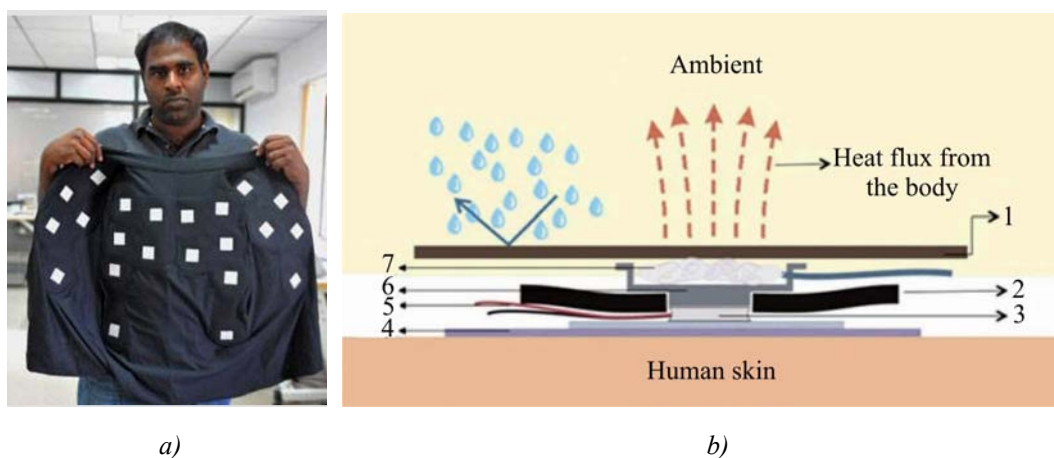 Ambient
Heat flux from
the body
1
7
6
5
4
2
3
Human skin
a)
b)